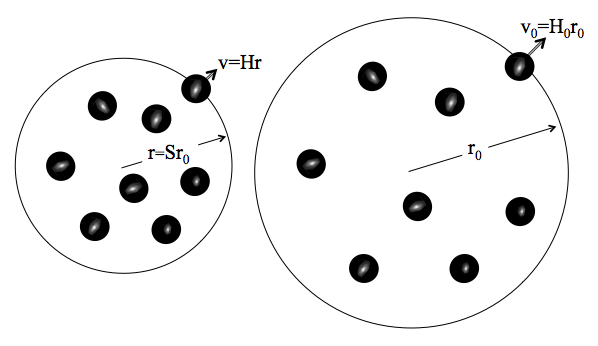 v=Hr
r=Sr₀
v₀=H₀r₀
r₀